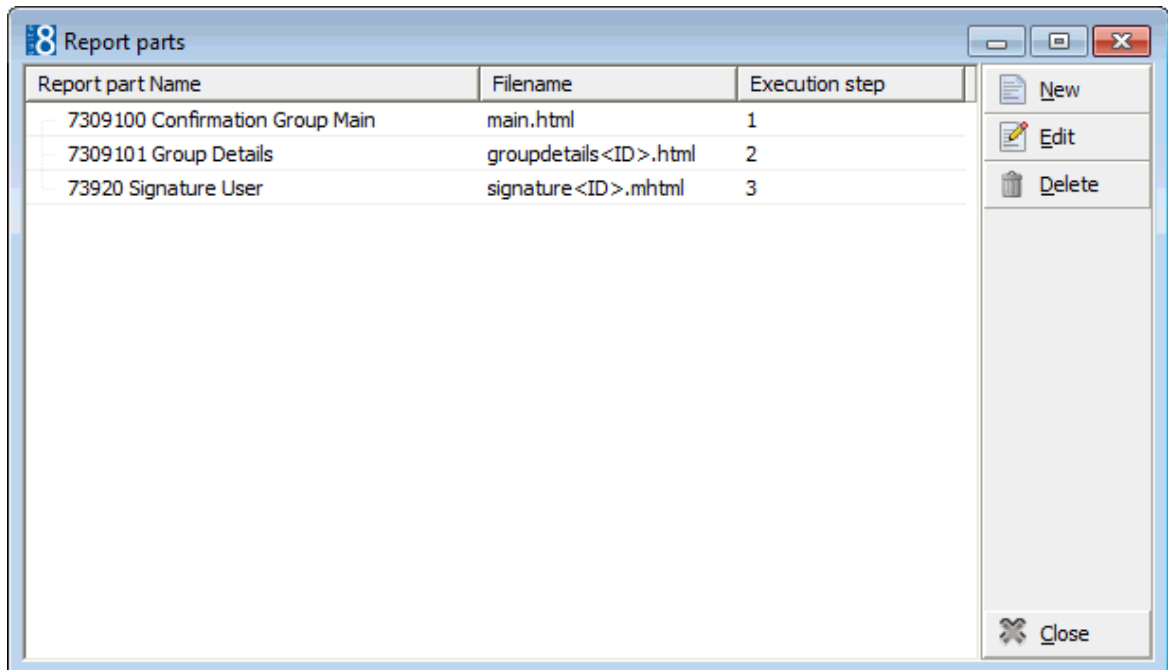 8 Report parts
Report part Name Filename Execution step
7309100 Confirmation Group Main main.html 1
7309101 Group Details groupdetails<ID>.html 2
73920 Signature User signature<ID>.mhtml 3
New
Edit
Delete
Close